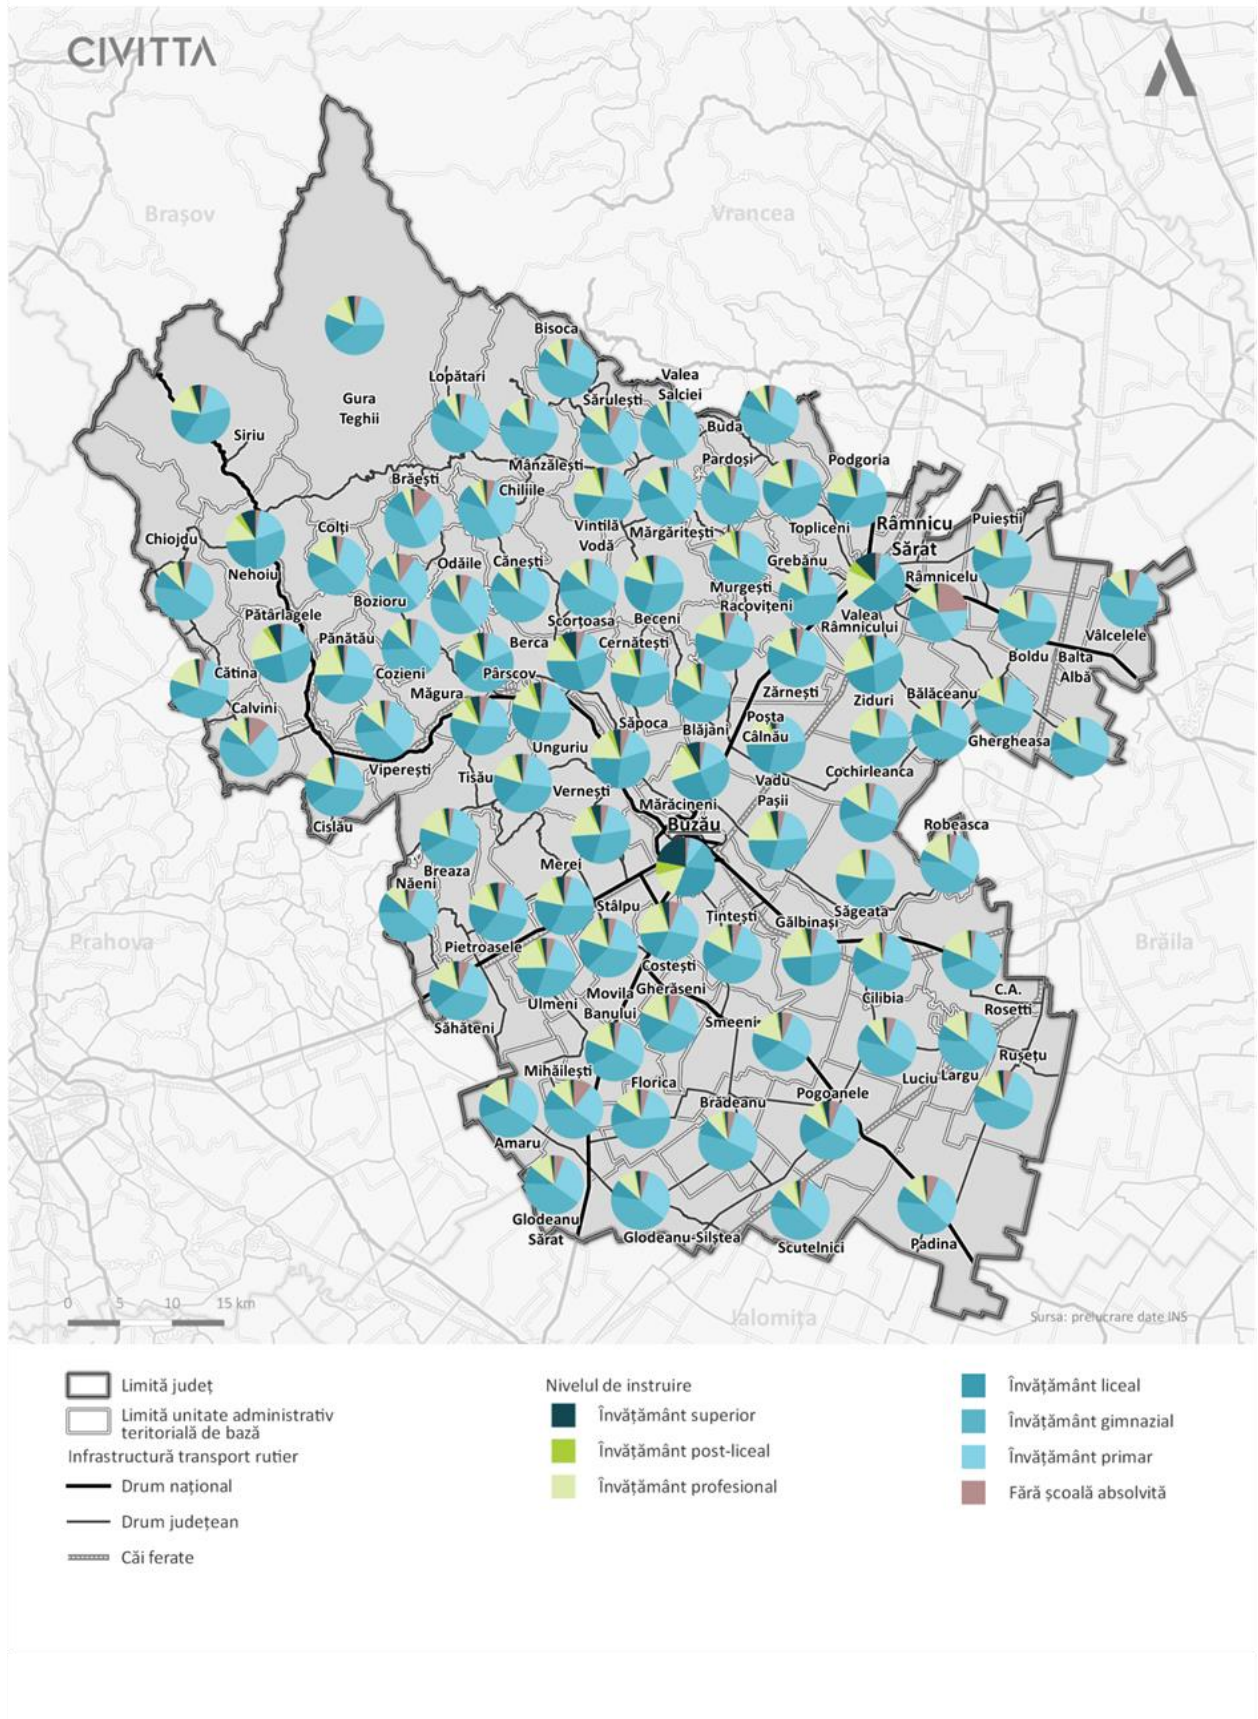 CIVITTA
Brașov
Vrancea
Bisoca
Valea
Salciei
Lopătari
Gura
Teghii
Sărulești
Siriu
Buda
Mânzălești
Pardoși
Podgoria
Brăești
Chiliile
Colți
Vintilă
Vodă
Mărgăritești
Topliceni
Râmnicu
Sărat
Puieștii
Chiojdu
Nehoiu
Odăile
Cănești
Grebănu
Râmnicelu
Bozioru
Murgești
Racovițeni
Pătârlagele
Pănătău
Scorțoasa
Beceni
Valea
Râmnicului
Vâlcelele
Berca
Cernătești
Boldu
Balta
Albă
Cătina
Cozieni
Pârscov
Măgura
Zărnești
Ziduri
Bălăceanu
Calvini
Săpoca
Blăjani
Poșta
Câlnău
Unguriu
Ghergheasa
Viperești
Tisău
Vernești
Vadu
Pașii
Cochirleanca
Cislău
Mărăcineni
Buzău
Robeasca
Breaza
Merei
Năeni
Stâlpu
Țintești
Gălbinași
Săgeata
Prahova
Brăila
Pietroasele
Costești
Ulmeni
Movila
Banului
Gherăseni
Cilibia
C.A.
Rosetti
Săhăteni
Smeeni
Rușețu
Mihăilești
Florica
Luciu
Largu
Brădeanu
Pogoanele
Amaru
Glodeanu
Sărat
Glodeanu-Siliștea
Scutelnici
Padina
0 5 10 15 km
Ialomița
Sursa: prelucrare date INS
Limită județ
Limită unitate administrativ
teritorială de bază
Infrastructură transport rutier
Drum național
Drum județean
Căi ferate
Nivelul de instruire
Învățământ superior
Învățământ post-liceal
Învățământ profesional
Învățământ liceal
Învățământ gimnazial
Învățământ primar
Fără școală absolvită